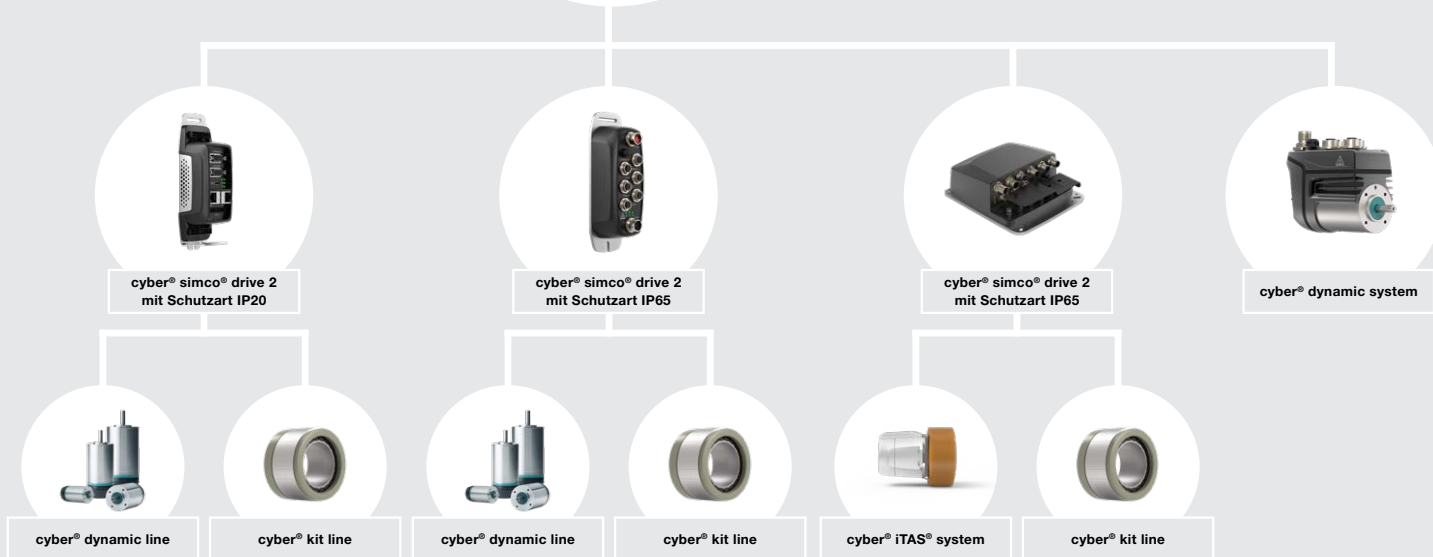 cyber® simco® drive 2
mit Schutzart IP20
cyber® simco® drive 2
mit Schutzart IP65
cyber® simco® drive 2
mit Schutzart IP65
cyber® dynamic system
cyber® dynamic line
cyber® kit line
cyber® dynamic line
cyber® kit line
cyber® iTAS® system
cyber® kit line